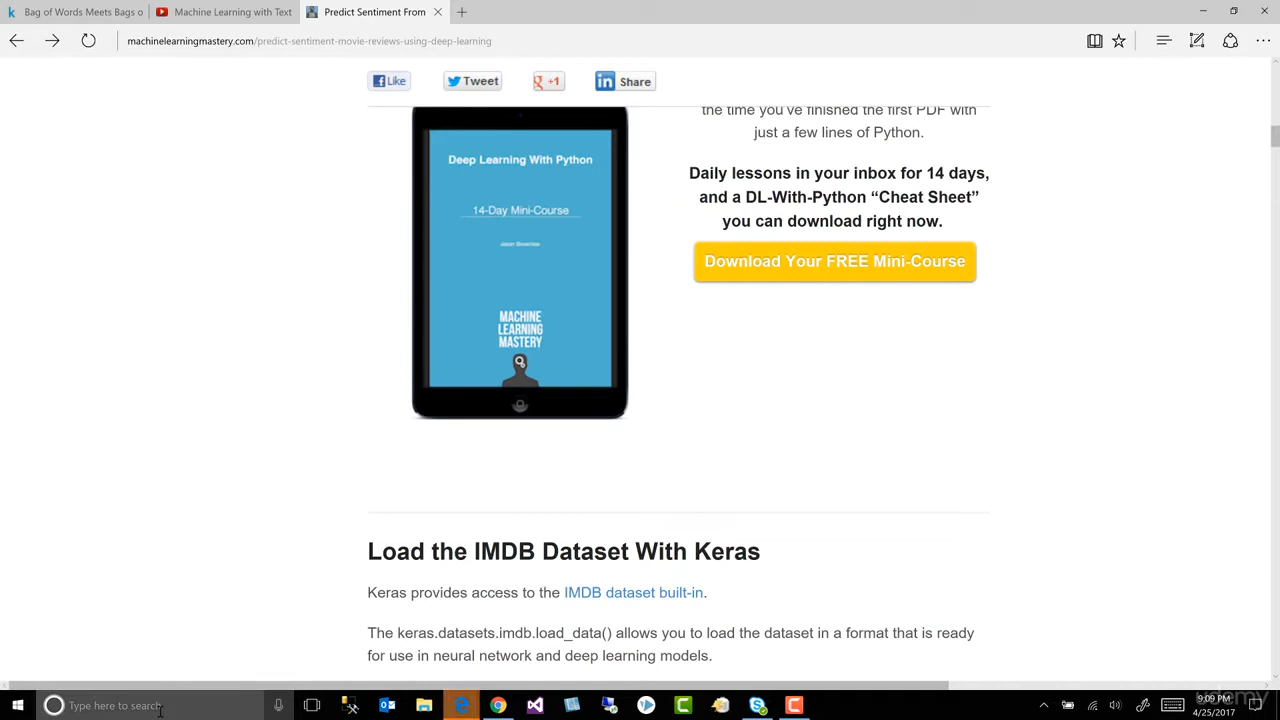 Bag of Words Meets Bags o
Machine Learning with Text
Predict Sentiment From
machinelearningmastery.com/predict-sentiment-movie-reviews-using-deep-learning
Like
Tweet
+1
in Share
the time you've finished the first PDF with
just a few lines of Python.
Deep Learning With Python
14-Day Mini-Course
Jason Brownlee
MACHINE
LEARNING
MASTERY
Daily lessons in your inbox for 14 days,
and a DL-With-Python “Cheat Sheet”
you can download right now.
Download Your FREE Mini-Course
Load the IMDB Dataset With Keras
Keras provides access to the IMDB dataset built-in.
The keras.datasets.imdb.load_data() allows you to load the dataset in a format that is ready
for use in neural network and deep learning models.
Type here to search
9:09 PM
4/25/2017
udemy